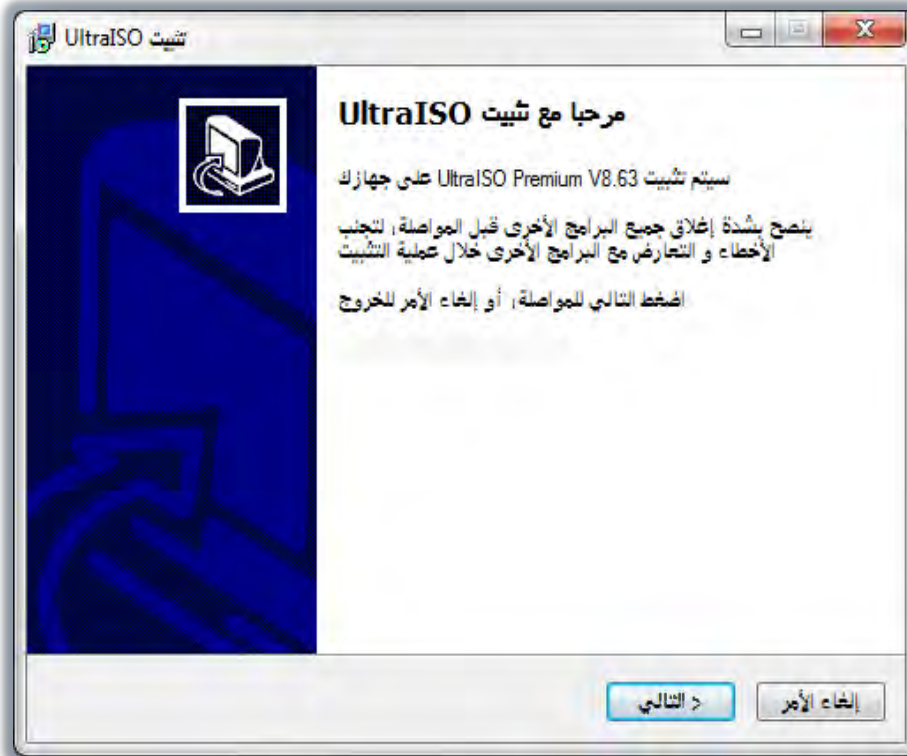 تثبيت UltraISO
مرحبا مع تثبيت UltraISO
سيتم تثبيت UltraISO Premium V8.63 على جهازك
ينصح بشدة إغلاق جميع البرامج الأخرى قبل المواصلة، لتجنب
الأخطاء و التعارض مع البرامج الأخرى خلال عملية التثبيت
اضغط التالي للمواصلة، أو إلغاء الأمر للخروج
التالي >
إلغاء الأمر